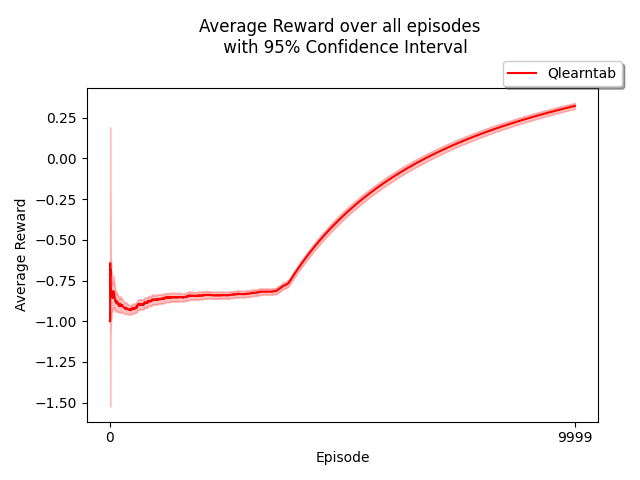 Average Reward over all episodes
with 95% Confidence Interval
Qlearntab
0.25
0.00
−0.25
−0.50
−0.75
−1.00
−1.25
−1.50
Average Reward
0 9999
Episode